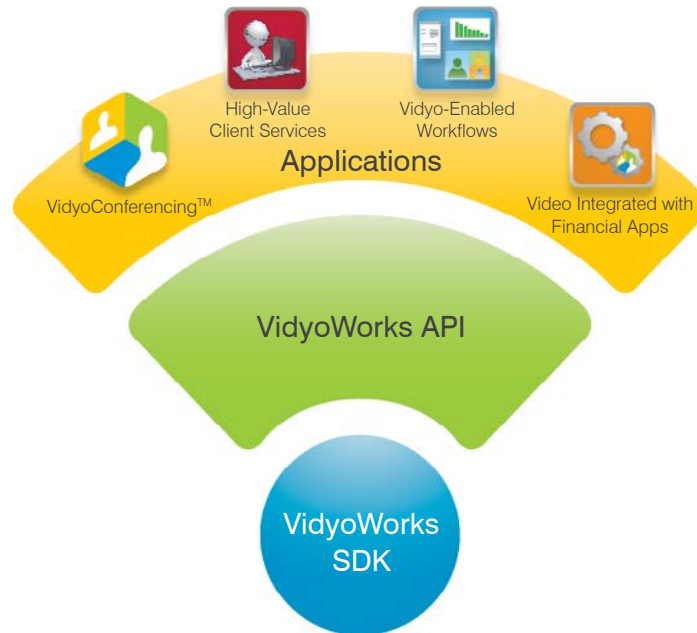 High-Value
Client Services
Vidyo-Enabled
Workflows
Applications
VidyoConferencing™
Video Integrated with
Financial Apps
VidyoWorks API
VidyoWorks
SDK